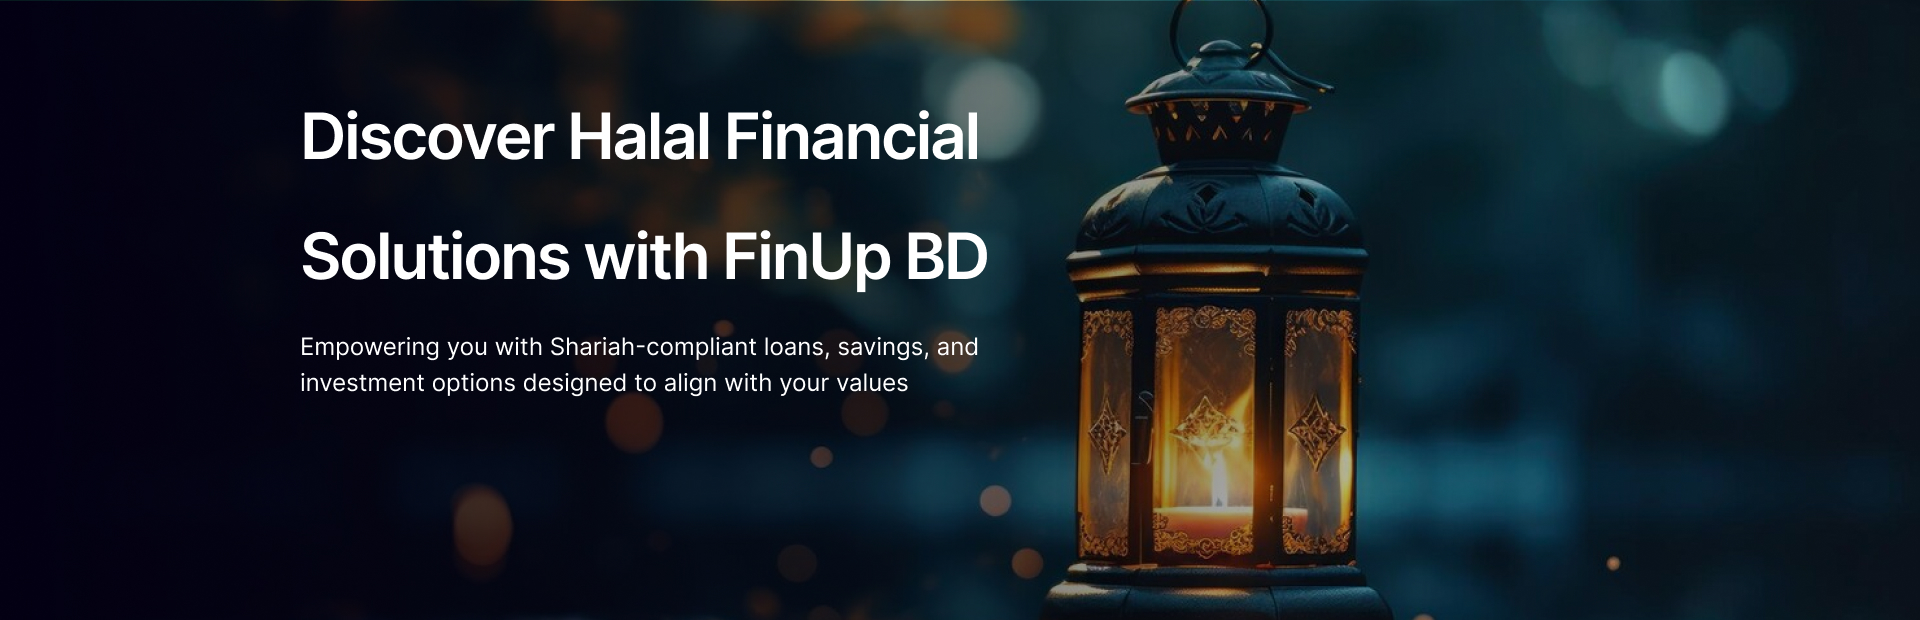 Discover Halal Financial
Solutions with FinUp BD
Empowering you with Shariah-compliant loans, savings, and
investment options designed to align with your values